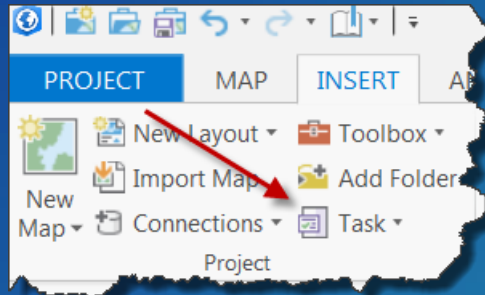 PROJECT MAP INSERT
New Layout Toolbox
Import Map Add Folder
New
Map Connections Task
Project